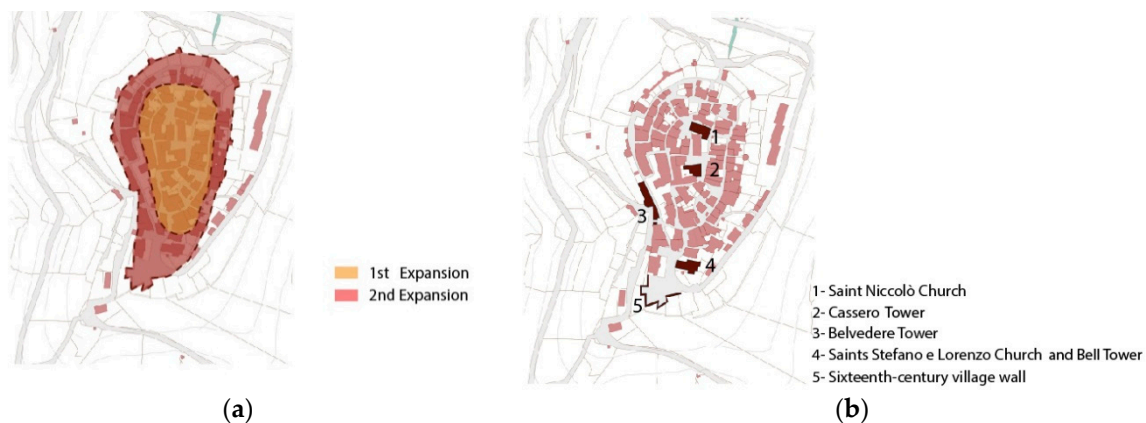 1st Expansion
2nd Expansion
1
2
3
4
5
1- Saint Niccolò Church
2- Cassero Tower
3- Belvedere Tower
4- Saints Stefano e Lorenzo Church and Bell Tower
5- Sixteenth-century village wall
(a)
(b)